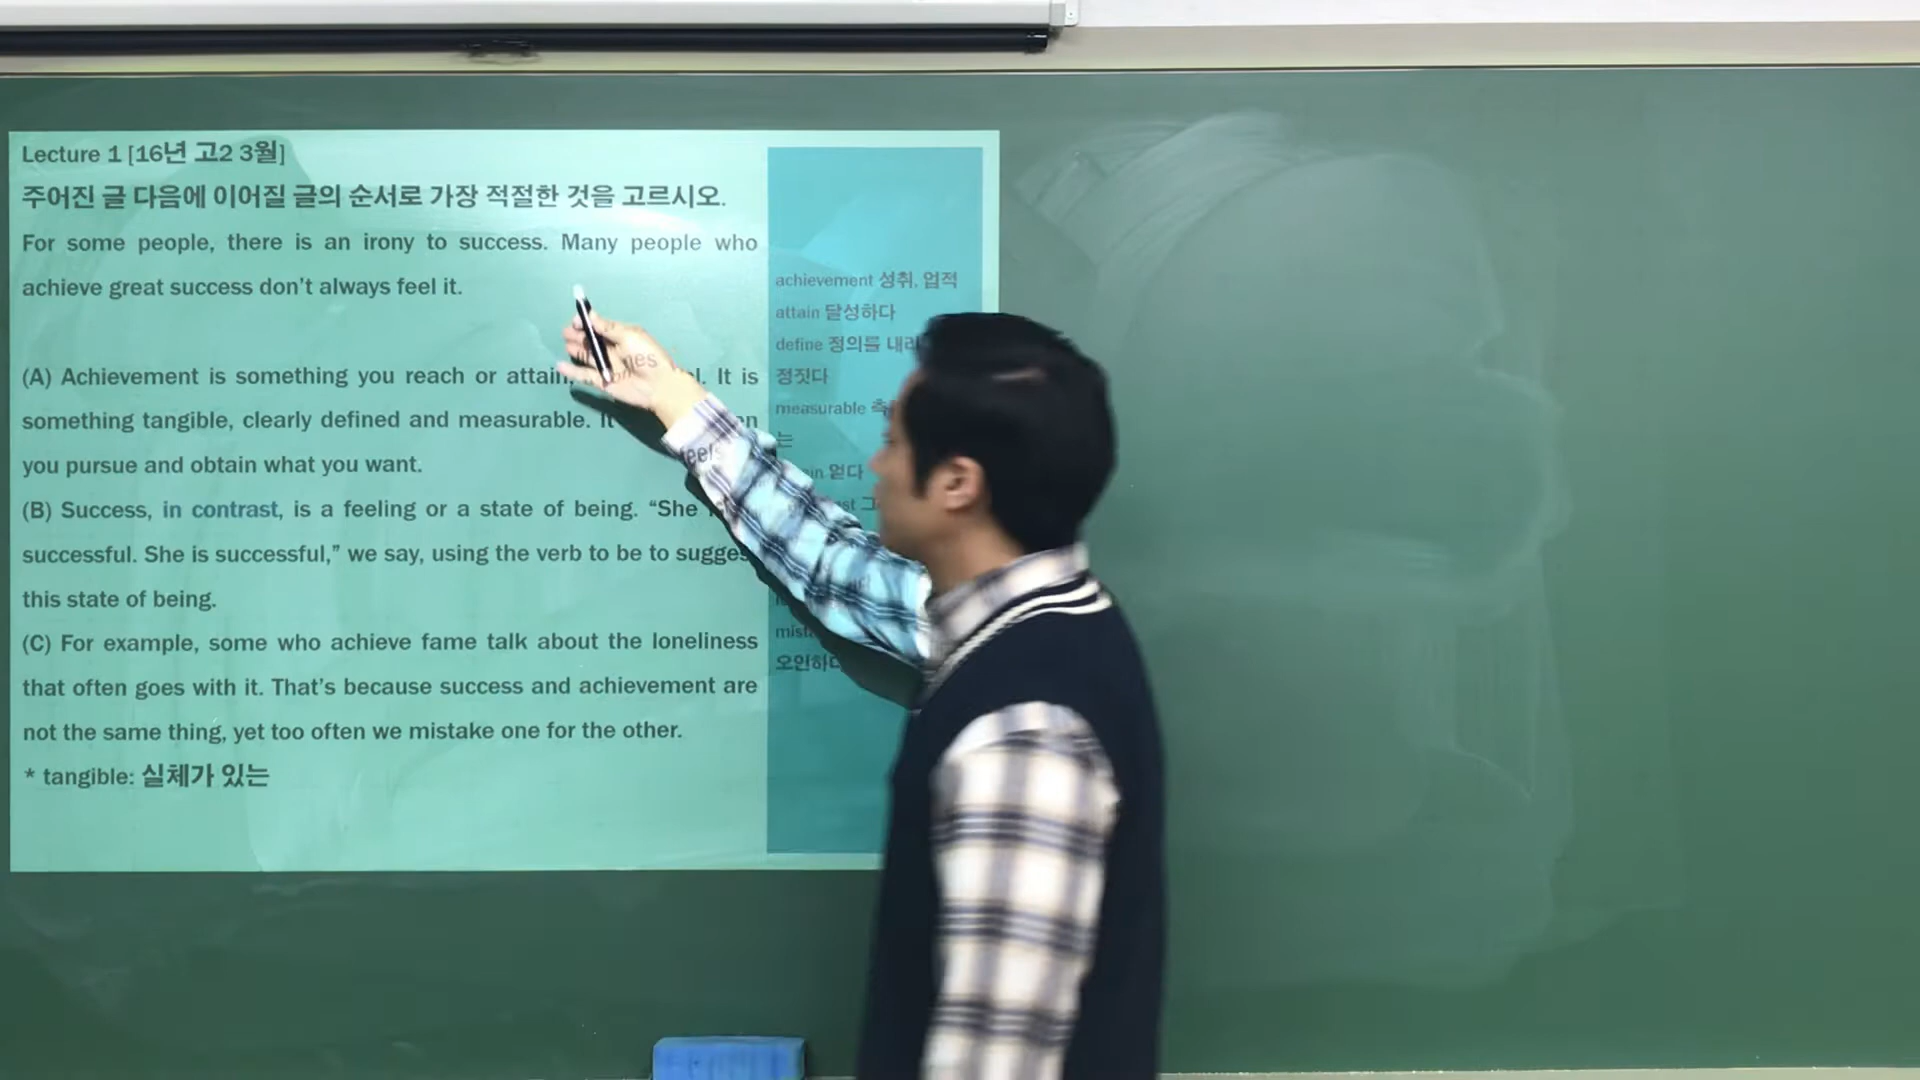 Lecture 1 [16년 고2 3월]
주어진 글 다음에 이어질 글의 순서로 가장 적절한 것을 고르시오.
For some people, there is an irony to success. Many people who
achieve great success don't always feel it.
(A) Achievement is something you reach or attain, It is
something tangible, clearly defined and measurable. It
you pursue and obtain what you want.
(B) Success, in contrast, is a feeling or a state of being. “She feels
successful. She is successful,” we say, using the verb to be to
this state of being.
(C) For example, some who achieve fame talk about the loneliness
that often goes with it. That's because success and achievement are
not the same thing, yet too often we mistake one for the other.
* tangible: 실체가 있는
achievement 성취, 업적
attain 달성하다
define 정의를
정짓다
measurable
는
얻다
오인하다